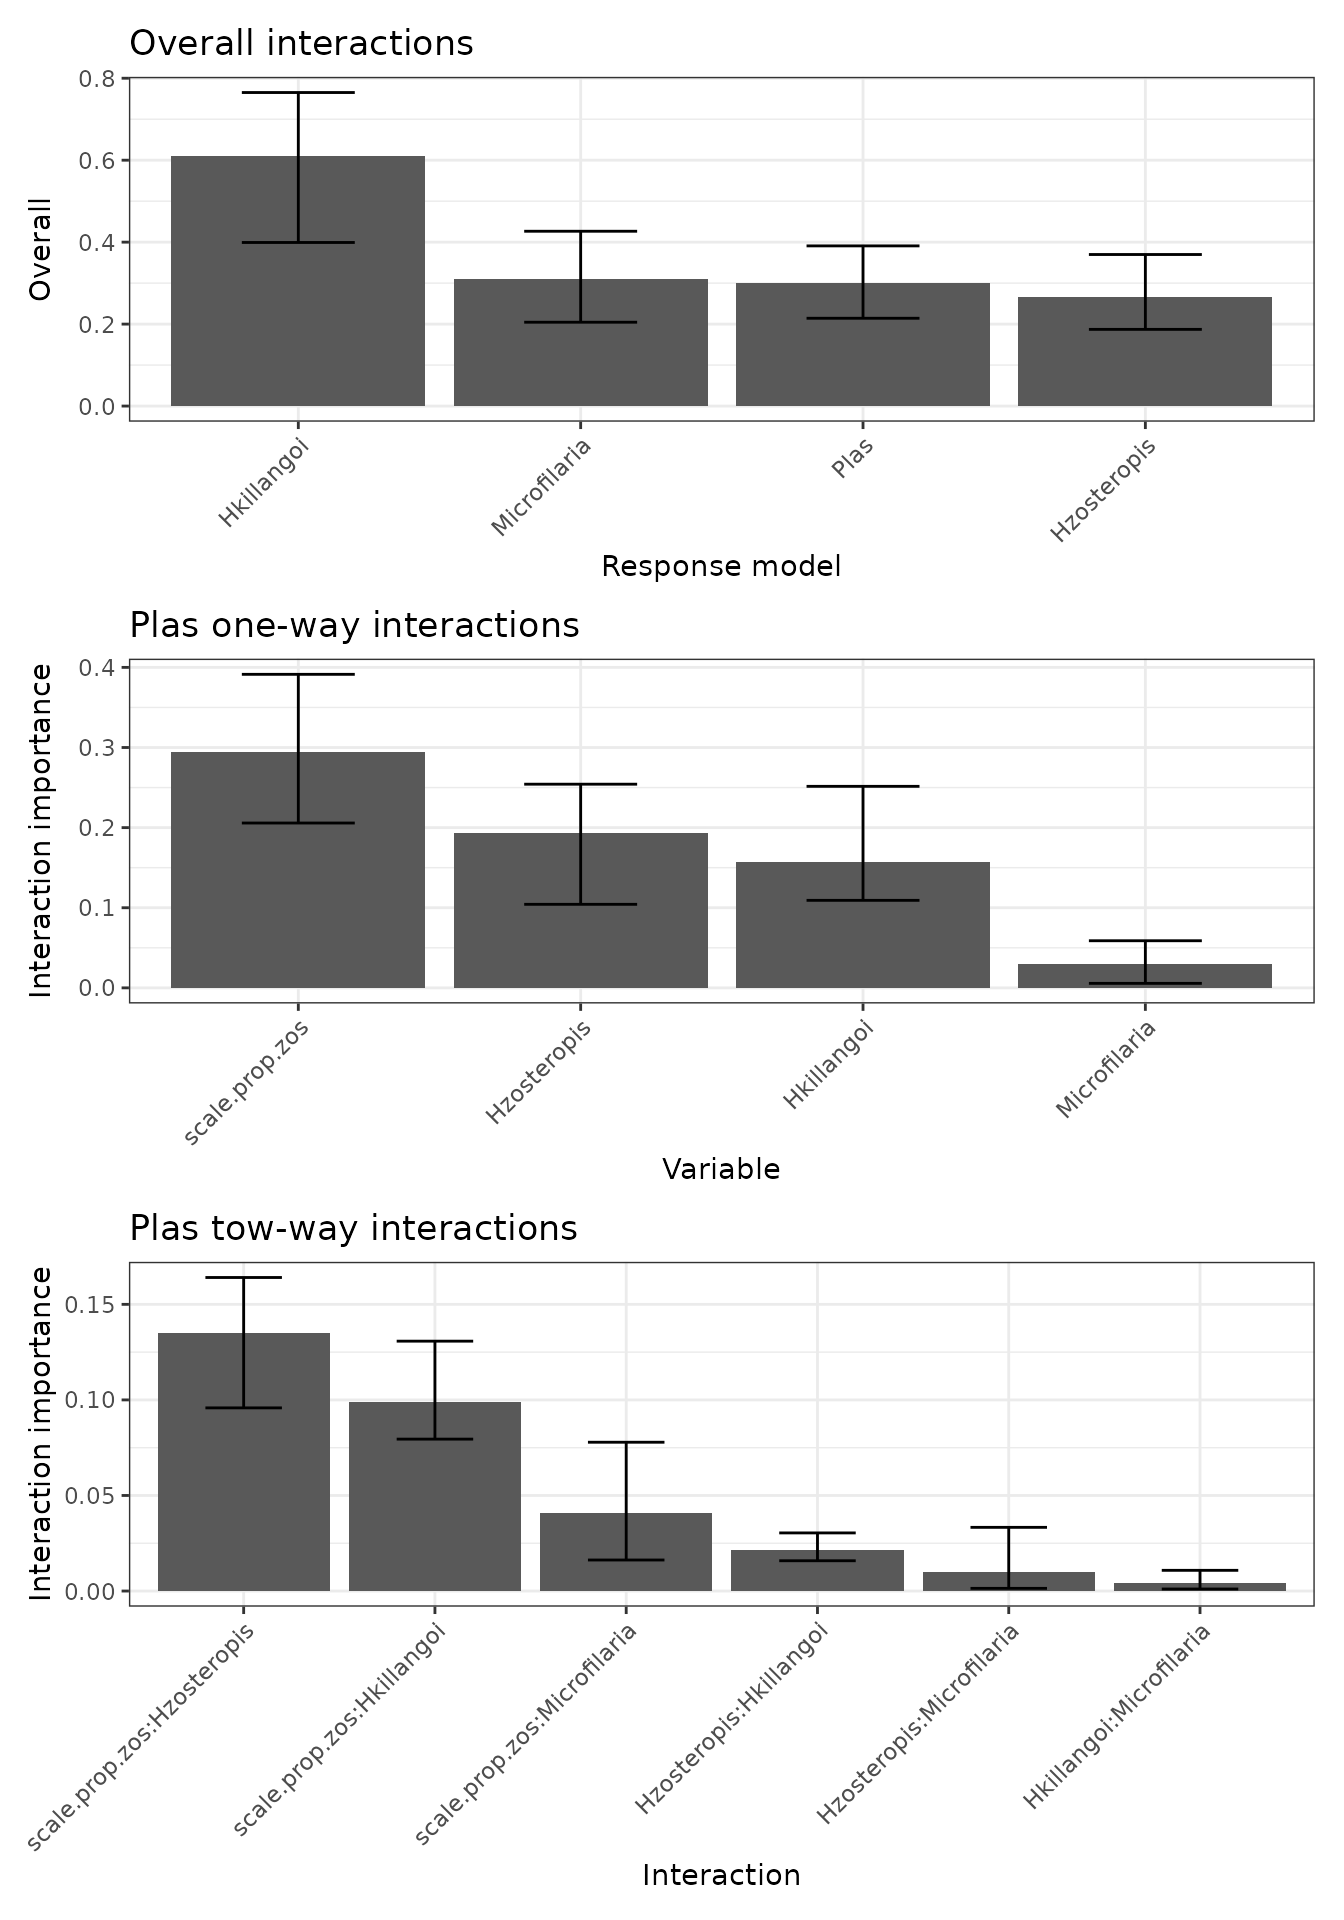 Overall interactions
Overall
0.8
0.6
0.4
0.2
0.0
Hkillangoi
Microfilaria
Plas
Hzosteropis
Response model
Plas one-way interactions
Interaction importance
0.4
0.3
0.2
0.1
0.0
scale.prop.zos
Hzosteropis
Hkillangoi
Microfilaria
Variable
Plas tow-way interactions
Interaction importance
0.15
0.10
0.05
0.00
scale.prop.zos:Hzosteropis
scale.prop.zos:Hkillangoi
scale.prop.zos:Microfilaria
Hzosteropis:Hkillangoi
Hzosteropis:Microfilaria
Hkillangoi:Microfilaria
Interaction